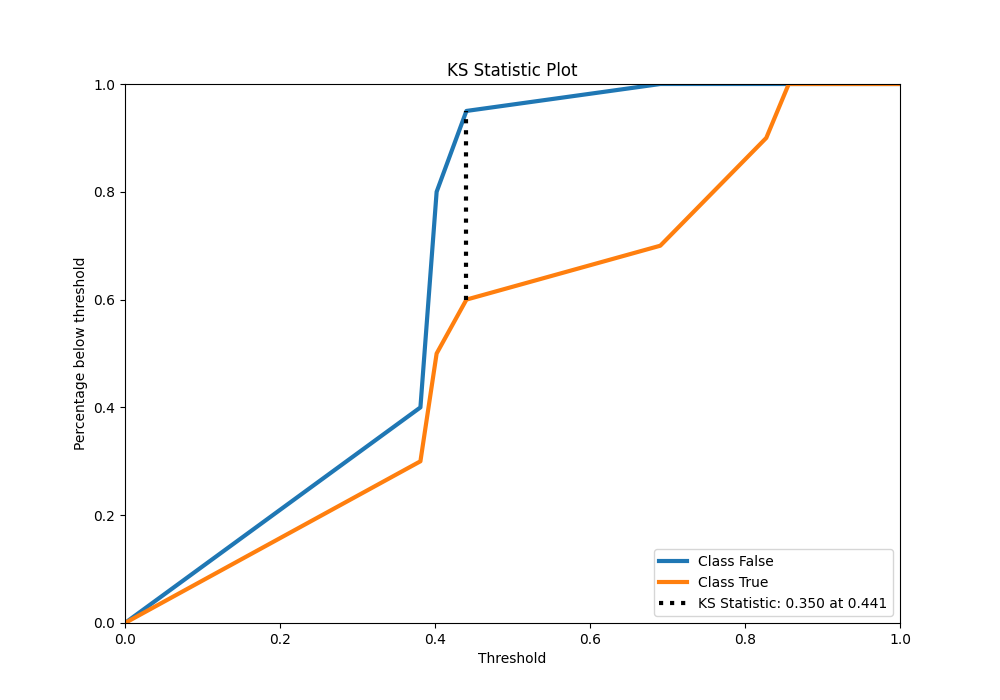 KS Statistic Plot
1.0
0.8
0.6
0.4
0.2
0.0
Percentage below threshold
0.0 0.2 0.4 0.6 0.8 1.0
Threshold
Class False
Class True
KS Statistic: 0.350 at 0.441